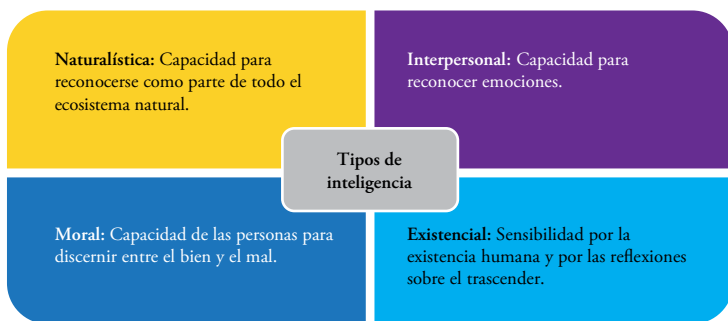 Naturalística: Capacidad para
reconocerse como parte de todo el
ecosistema natural.
Interpersonal: Capacidad para
reconocer emociones.
Tipos de
inteligencia
Moral: Capacidad de las personas para
discernir entre el bien y el mal.
Existencial: Sensibilidad por la
existencia humana y por las reflexiones
sobre el trascender.